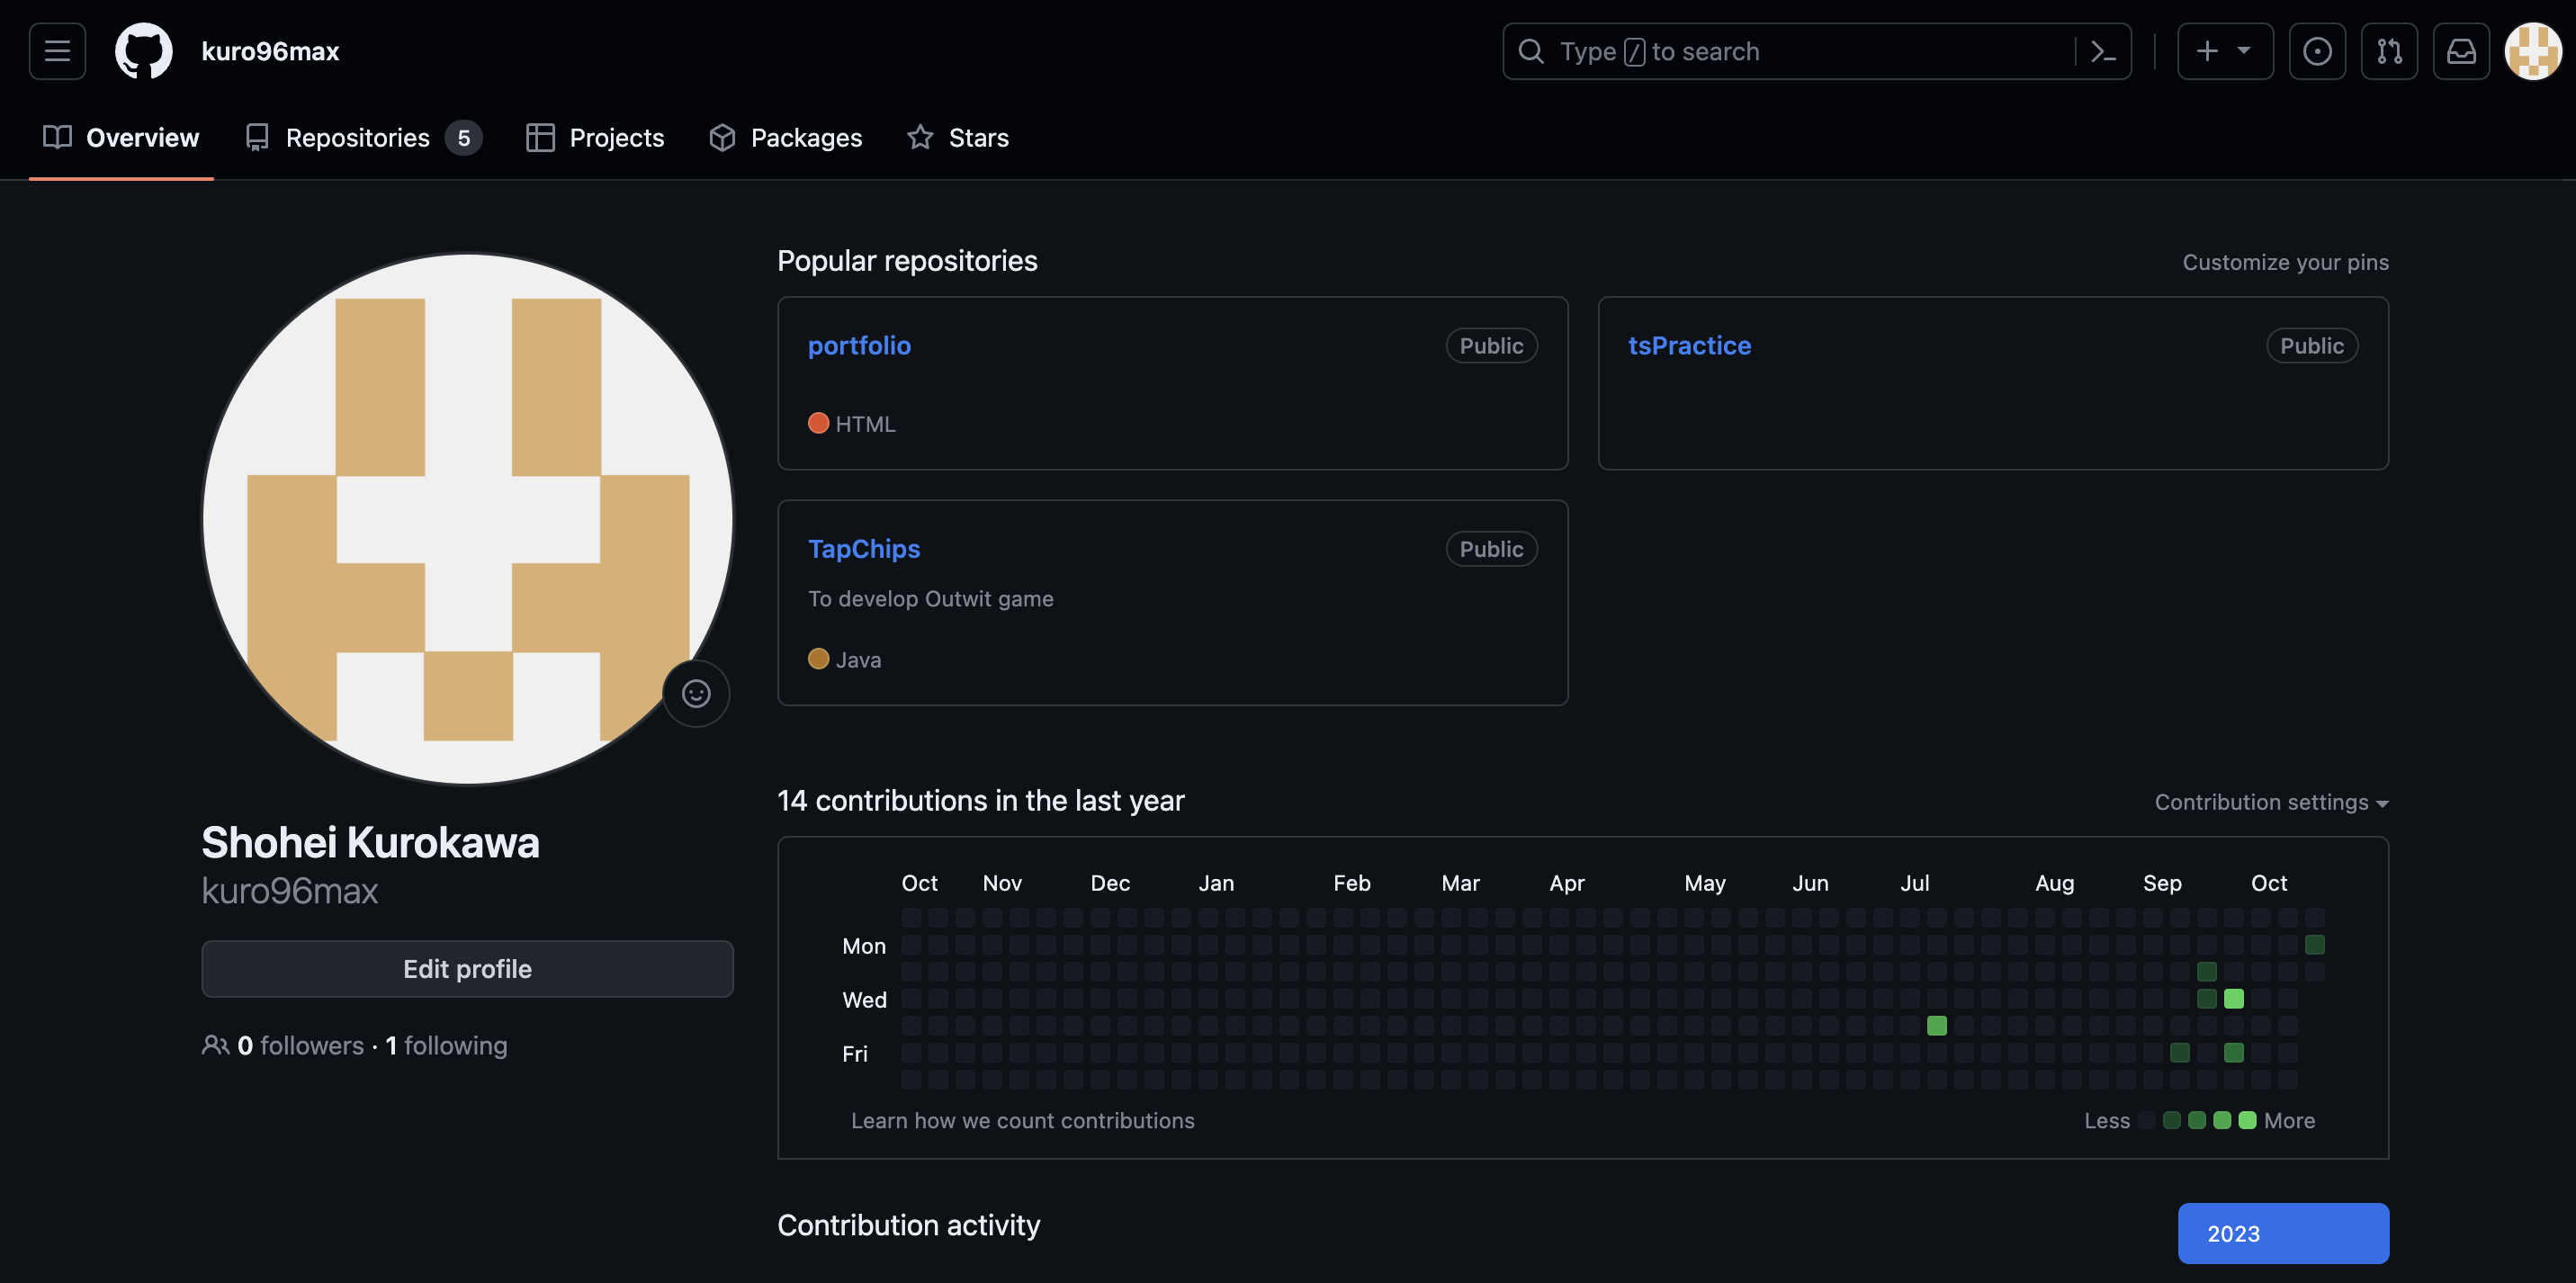 kuro96max
Type / to search
Overview
Repositories 5
Projects
Packages
Stars
Shohei Kurokawa
kuro96max
Edit profile
0 followers · 1 following
Popular repositories
Customize your pins
portfolio
Public
HTML
tsPractice
Public
TapChips
Public
To develop Outwit game
Java
14 contributions in the last year
Contribution settings
Oct Nov Dec Jan Feb Mar Apr May Jun Jul Aug Sep Oct
Mon
Wed
Fri
Learn how we count contributions
Less More
Contribution activity
2023